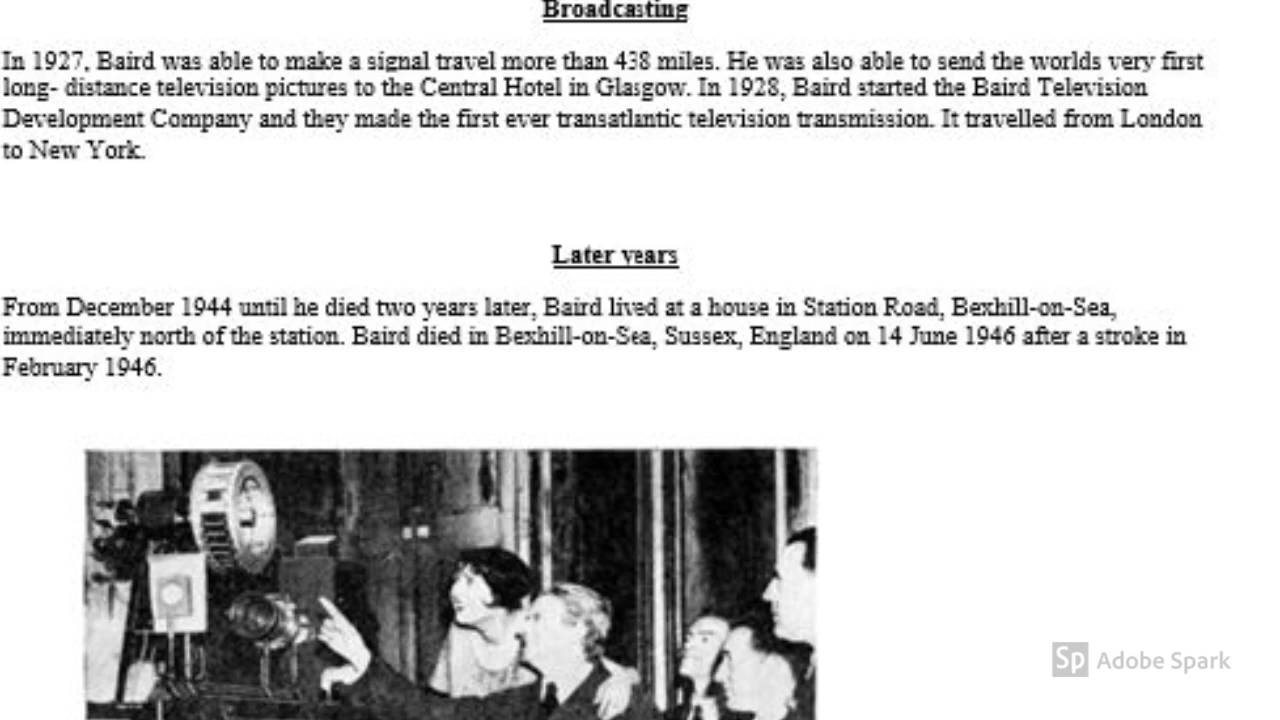 Broadcasting
In 1927, Baird was able to make a signal travel more than 438 miles. He was also able to send the worlds very first
long- distance television pictures to the Central Hotel in Glasgow. In 1928, Baird started the Baird Television
Development Company and they made the first ever transatlantic television transmission. It travelled from London
to New York.
Later years
From December 1944 until he died two years later, Baird lived at a house in Station Road, Bexhill-on-Sea,
immediately north of the station. Baird died in Bexhill-on-Sea, Sussex, England on 14 June 1946 after a stroke in
February 1946.
Sp Adobe Spark